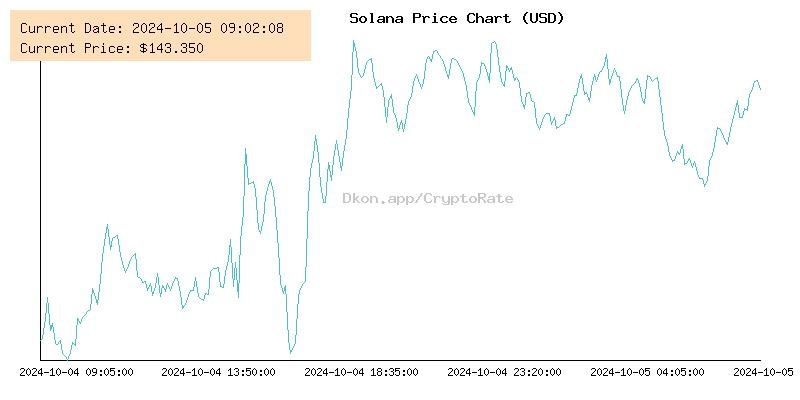 Solana Price Chart (USD)
Current Date: 2024-10-05 09:02:08
Current Price: $143.350
Dkon.app/CryptoRate
2024-10-04 09:05:00 2024-10-04 13:50:00 2024-10-04 18:35:00 2024-10-04 23:20:00 2024-10-05 04:05:00 2024-10-05